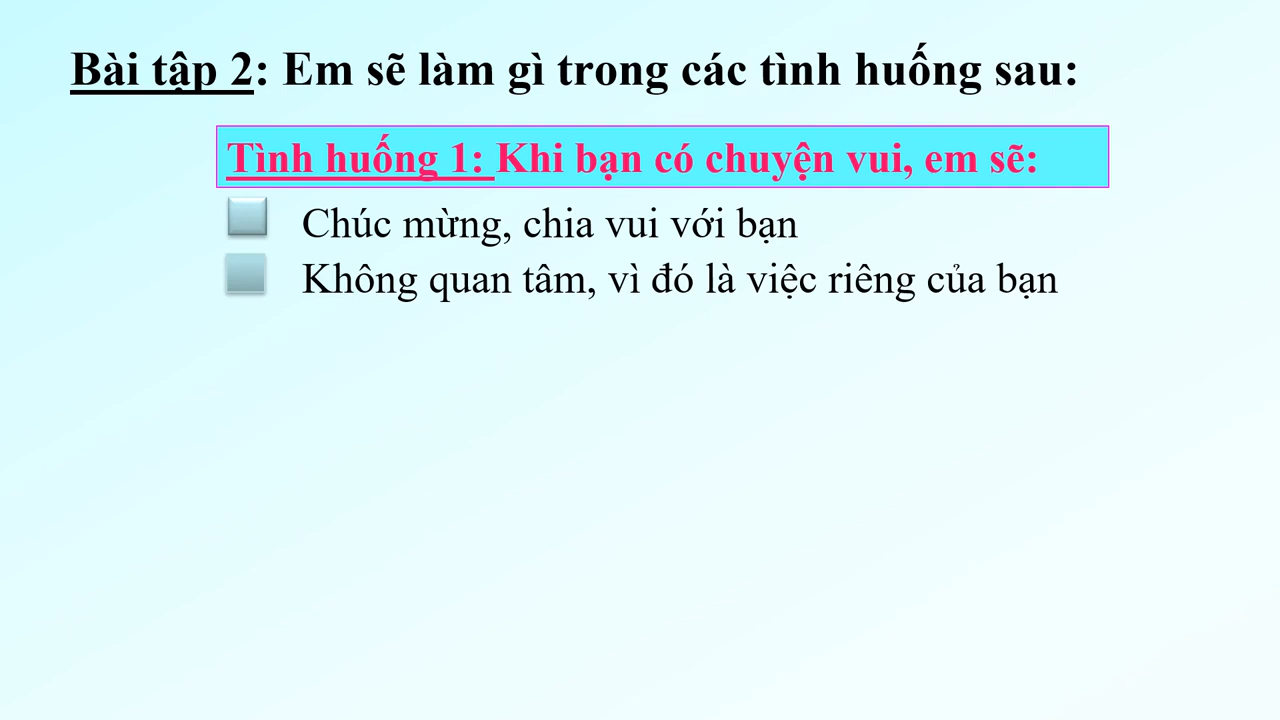 Bài tập 2: Em sẽ làm gì trong các tình huống sau:
Tình huống 1: Khi bạn có chuyện vui, em sẽ:
Chúc mừng, chia vui với bạn
Không quan tâm, vì đó là việc riêng của bạn